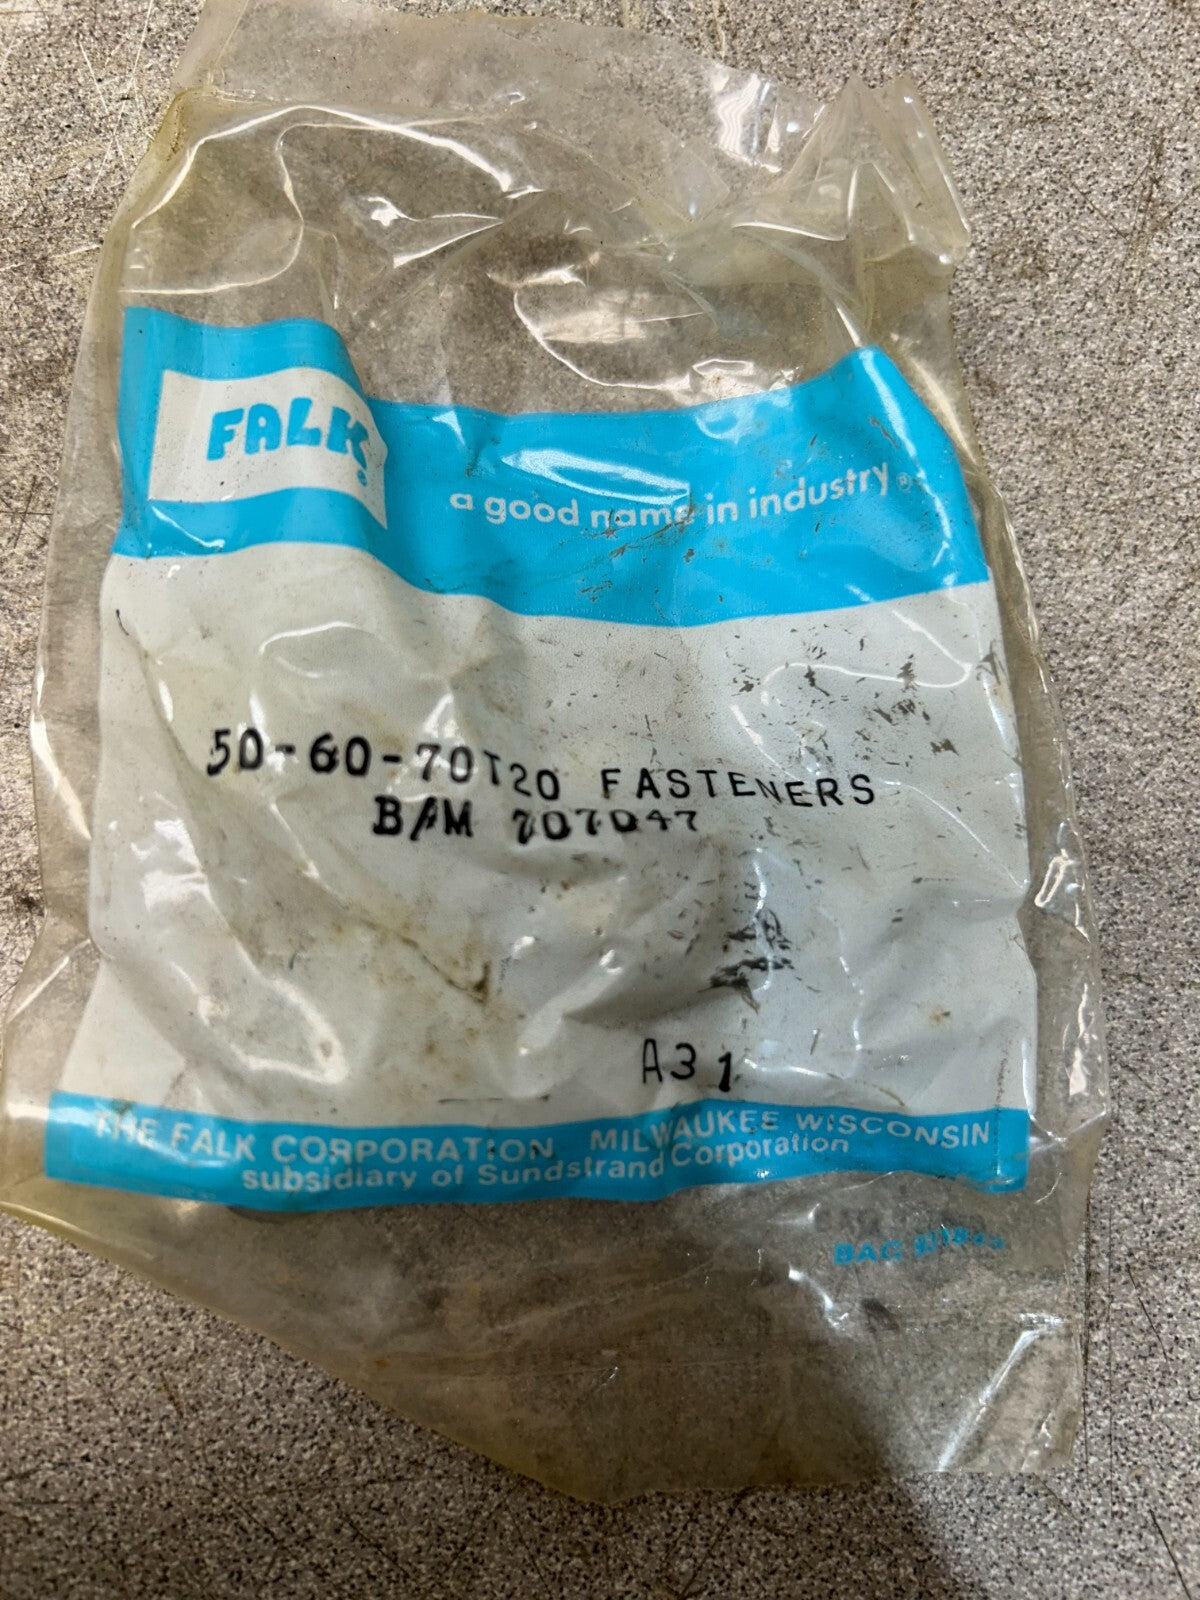 FALK
a good name in industry®
50-60-70T20 FASTENERS
B/M 707047
A31
THE FALK CORPORATION MILWAUKEE WISCONSIN
subsidiary of Sundstrand Corporation
BAG